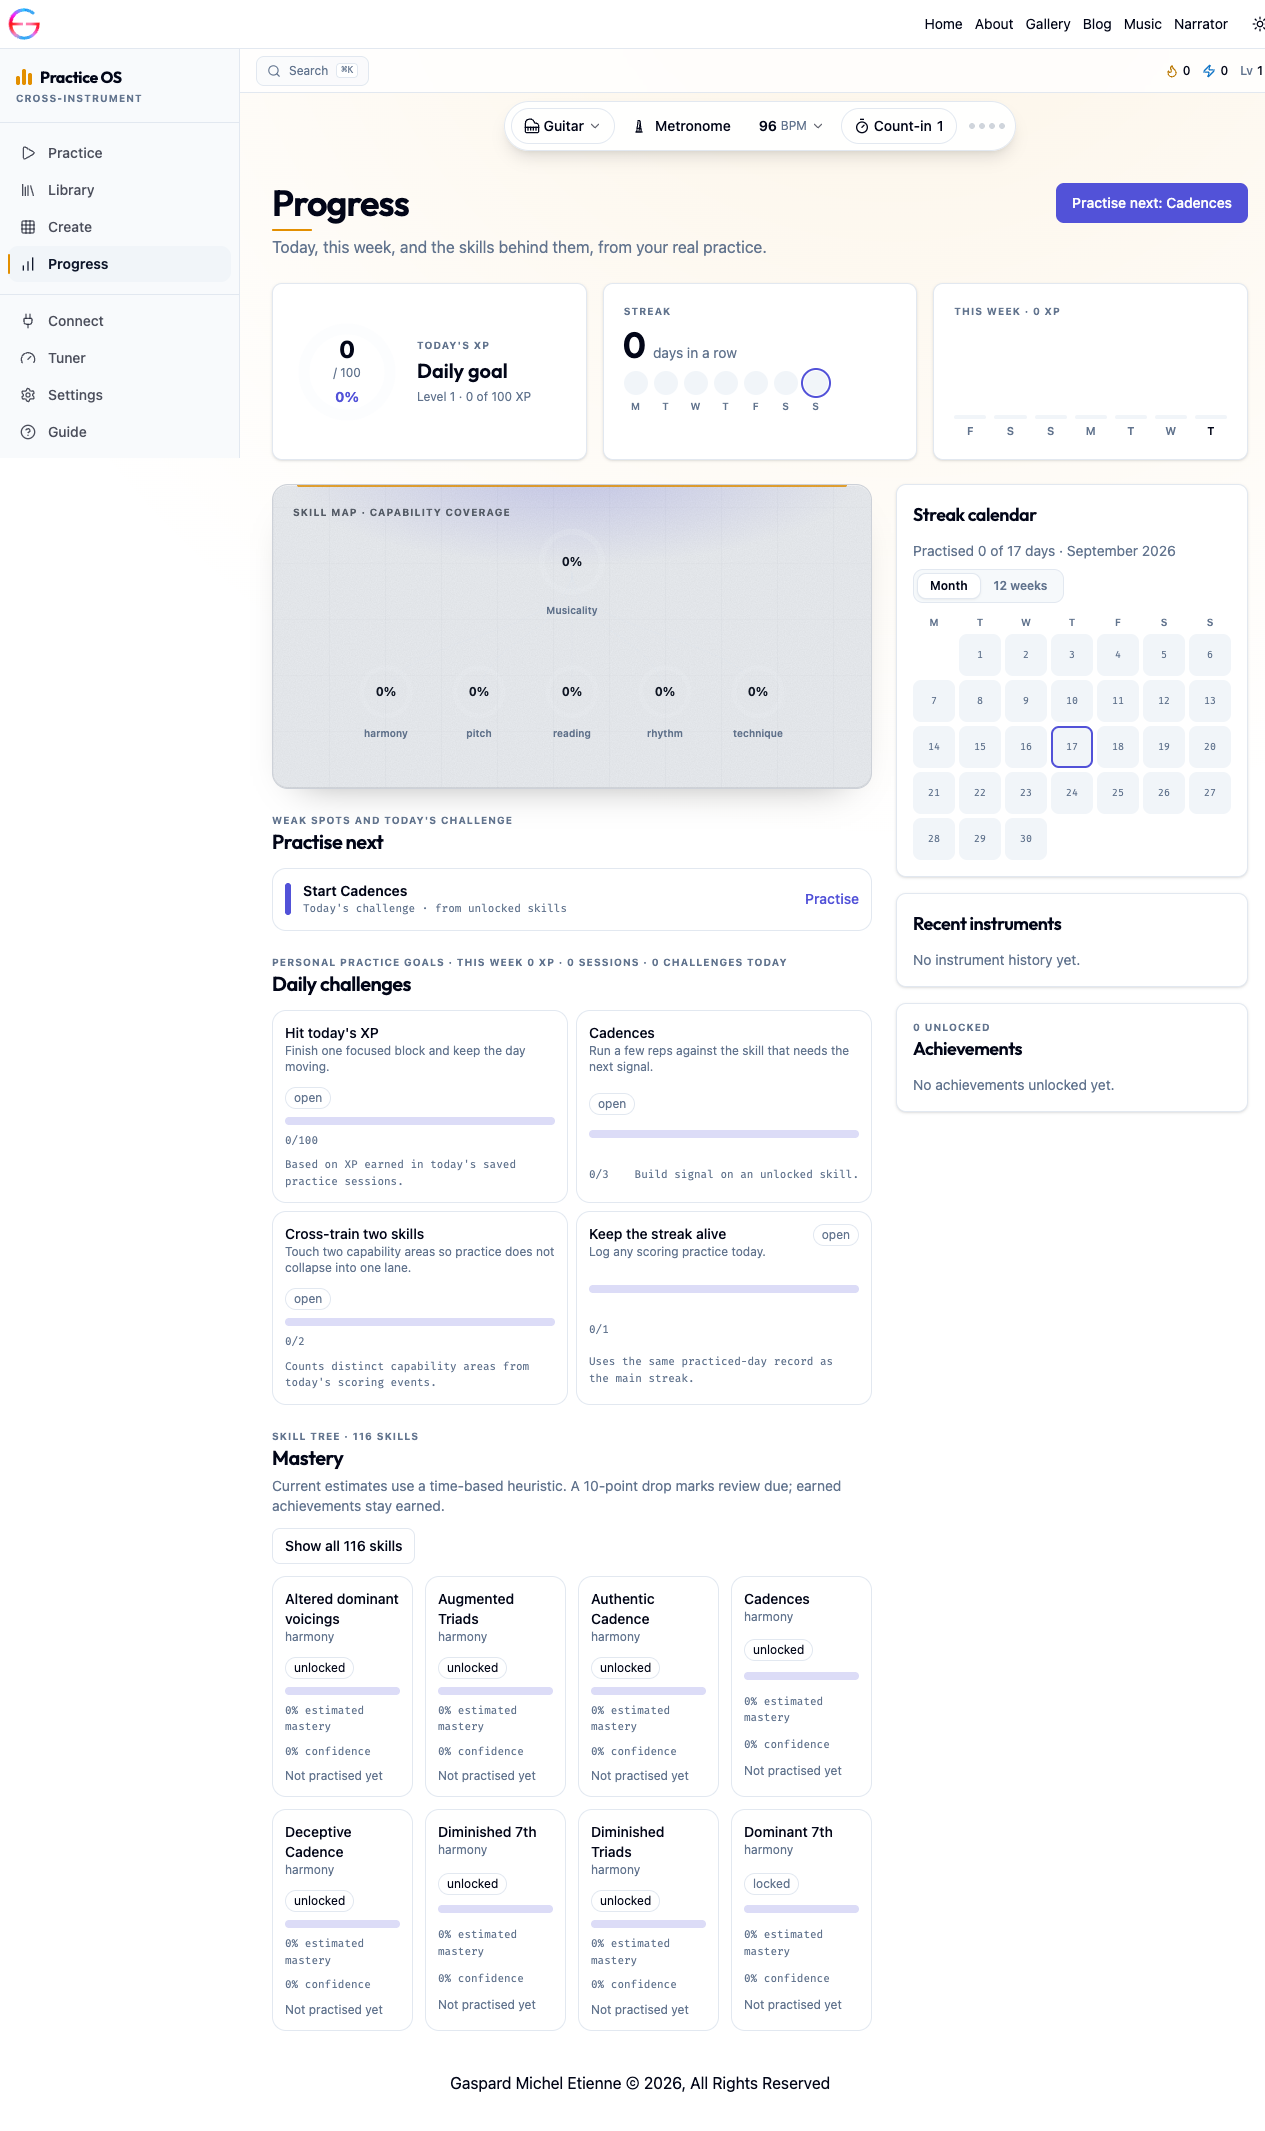 Home About Gallery Blog Music Narrator
Practice OS
CROSS-INSTRUMENT
Search ⌘K
0 0 Lv 1
Guitar Metronome 96 BPM Count-in 1
Practice
Library
Create
Progress
Connect
Tuner
Settings
Guide
Progress
Practise next: Cadences
Today, this week, and the skills behind them, from your real practice.
0
/ 100
0%
TODAY'S XP
Daily goal
Level 1 · 0 of 100 XP
STREAK
0 days in a row
M T W T F S S
THIS WEEK · 0 XP
F S S M T W T
SKILL MAP · CAPABILITY COVERAGE
0%
Musicality
0% 0% 0% 0% 0%
harmony pitch reading rhythm technique
Streak calendar
Practised 0 of 17 days · September 2026
Month 12 weeks
M T W T F S S
1 2 3 4 5 6
7 8 9 10 11 12 13
14 15 16 17 18 19 20
21 22 23 24 25 26 27
28 29 30
WEAK SPOTS AND TODAY'S CHALLENGE
Practise next
Start Cadences
Today's challenge · from unlocked skills
Practise
Recent instruments
No instrument history yet.
0 UNLOCKED
Achievements
No achievements unlocked yet.
PERSONAL PRACTICE GOALS · THIS WEEK 0 XP · 0 SESSIONS · 0 CHALLENGES TODAY
Daily challenges
Hit today's XP
Finish one focused block and keep the day
moving.
open
0/100
Based on XP earned in today's saved
practice sessions.
Cadences
Run a few reps against the skill that needs the
next signal.
open
0/3 Build signal on an unlocked skill.
Cross-train two skills
Touch two capability areas so practice does not
collapse into one lane.
open
0/2
Counts distinct capability areas from
today's scoring events.
Keep the streak alive
open
Log any scoring practice today.
0/1
Uses the same practiced-day record as
the main streak.
SKILL TREE · 116 SKILLS
Mastery
Current estimates use a time-based heuristic. A 10-point drop marks review due; earned
achievements stay earned.
Show all 116 skills
Altered dominant
voicings
harmony
unlocked
0% estimated
mastery
0% confidence
Not practised yet
Augmented
Triads
harmony
unlocked
0% estimated
mastery
0% confidence
Not practised yet
Authentic
Cadence
harmony
unlocked
0% estimated
mastery
0% confidence
Not practised yet
Cadences
harmony
unlocked
0% estimated
mastery
0% confidence
Not practised yet
Deceptive
Cadence
harmony
unlocked
0% estimated
mastery
0% confidence
Not practised yet
Diminished 7th
harmony
unlocked
0% estimated
mastery
0% confidence
Not practised yet
Diminished
Triads
harmony
unlocked
0% estimated
mastery
0% confidence
Not practised yet
Dominant 7th
harmony
locked
0% estimated
mastery
0% confidence
Not practised yet
Gaspard Michel Etienne © 2026, All Rights Reserved